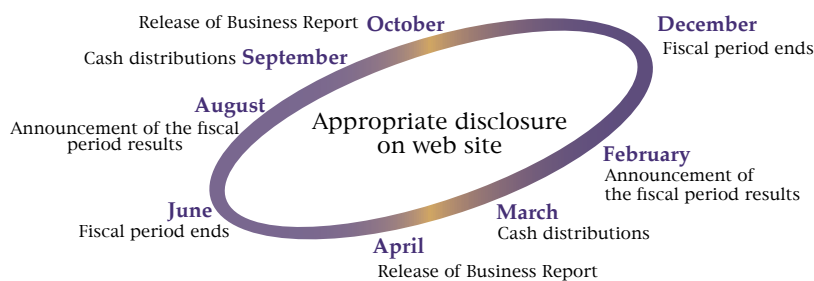 Release of Business Report October
December
Fiscal period ends
Cash distributions September
August
Announcement of the fiscal
period results
Appropriate disclosure
on web site
February
Announcement of
the fiscal period results
June
Fiscal period ends
March
Cash distributions
April
Release of Business Report